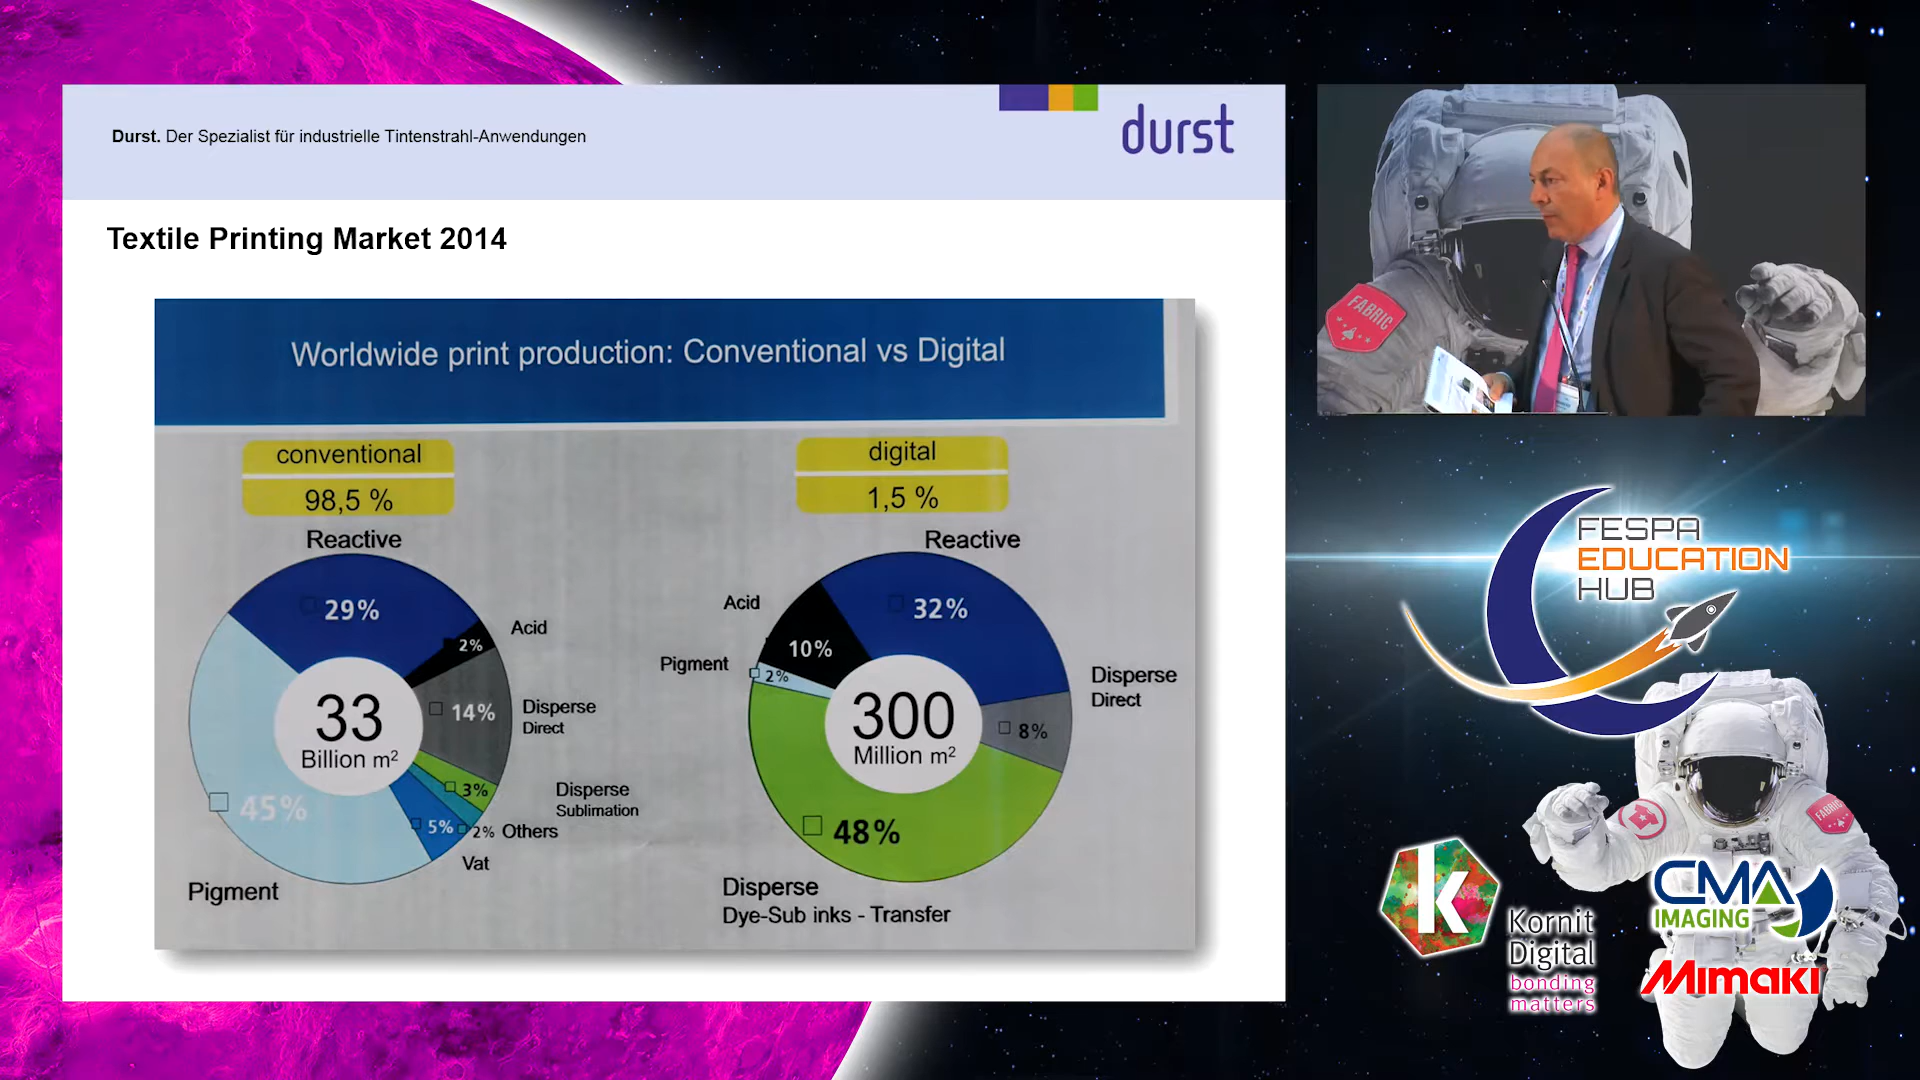 Durst. Der Spezialist für industrielle Tintenstrahl-Anwendungen
durst
Textile Printing Market 2014
Worldwide print production: Conventional vs Digital
conventional
98,5 %
Reactive
29%
Acid
2%
14%
Disperse
Direct
33
Billion m²
3%
Disperse
Sublimation
5%
2%
Others
Vat
45%
Pigment
digital
1,5 %
Reactive
32%
Acid
10%
Pigment
2%
Disperse
Direct
8%
300
Million m²
48%
Disperse
Dye-Sub inks - Transfer
FABRIC
FESPA
EDUCATION
HUB
FABRIC
k
Kornit
Digital
bonding
matters
CMA
IMAGING
Mimaki